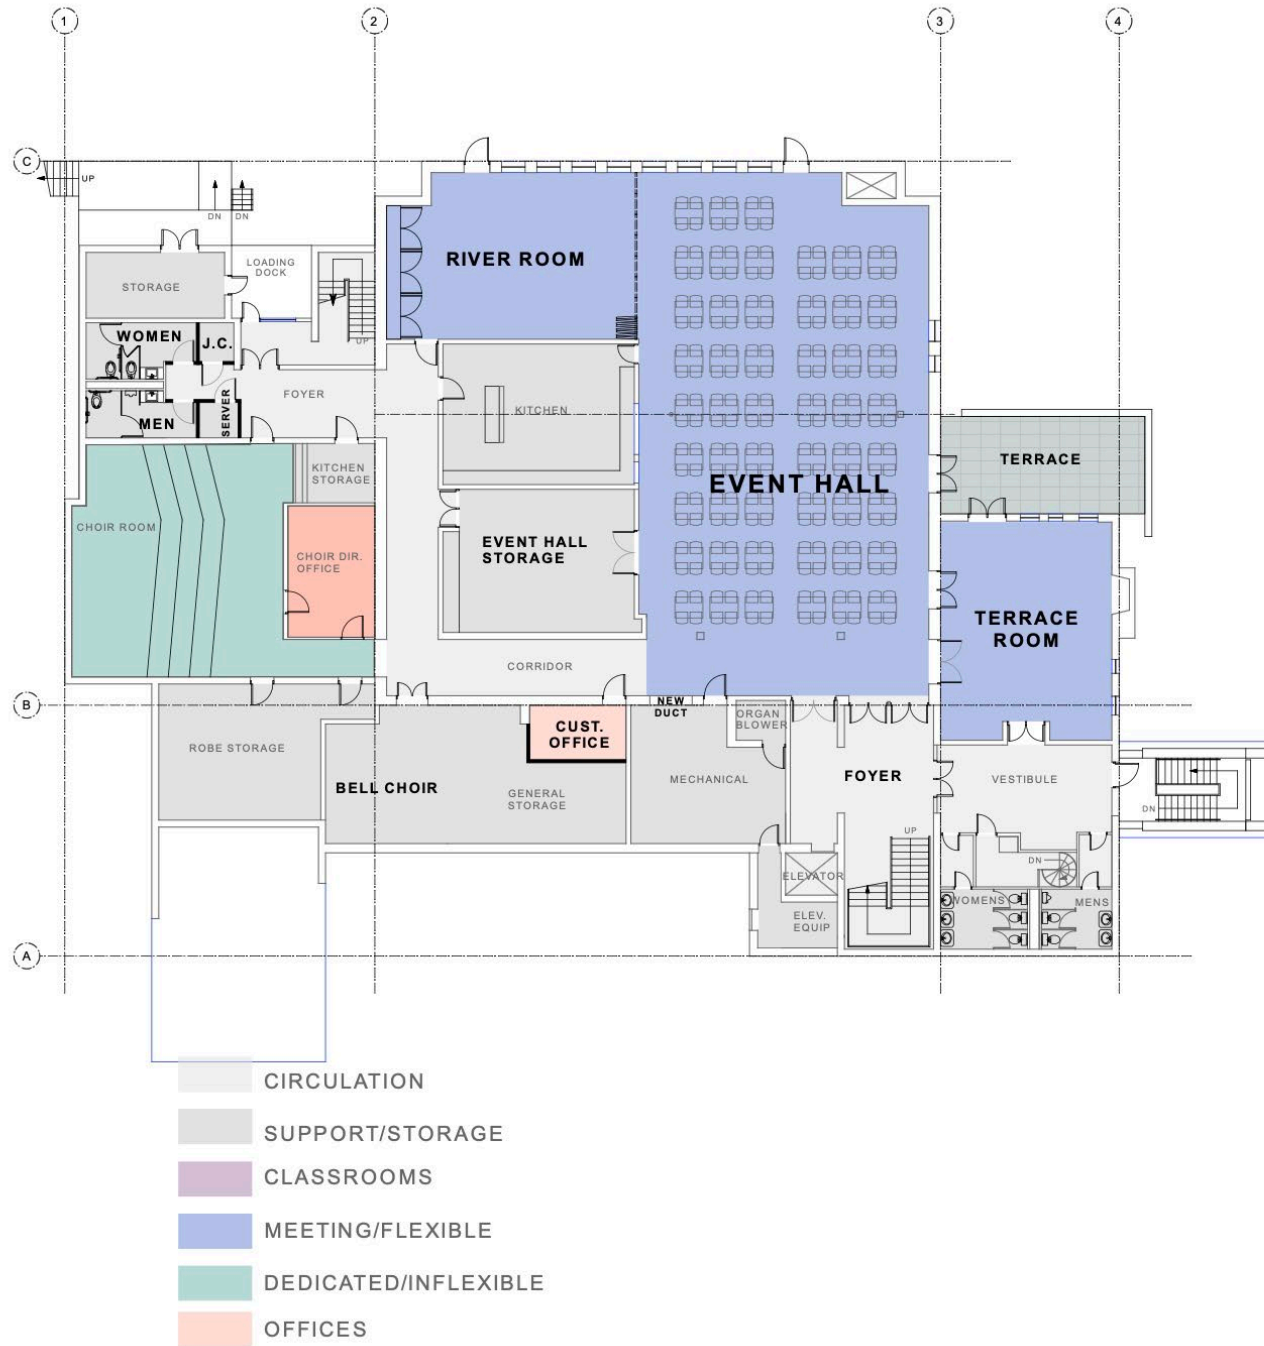 1
2
3
4
C
UP
DN
DN
LOADING
DOCK
RIVER ROOM
STORAGE
WOMEN
J.C.
UP
FOYER
SERVER
MEN
KITCHEN
TERRACE
KITCHEN
STORAGE
EVENT HALL
CHOIR ROOM
EVENT HALL
STORAGE
CHOIR DIR.
OFFICE
TERRACE
ROOM
CORRIDOR
B
NEW
DUCT
ORGAN
BLOWER
CUST.
OFFICE
ROBE STORAGE
MECHANICAL
FOYER
VESTIBULE
BELL CHOIR
GENERAL
STORAGE
DN
UP
DN
ELEVATOR
WOMENS
MENS
ELEV.
EQUIP
A
CIRCULATION
SUPPORT/STORAGE
CLASSROOMS
MEETING/FLEXIBLE
DEDICATED/INFLEXIBLE
OFFICES